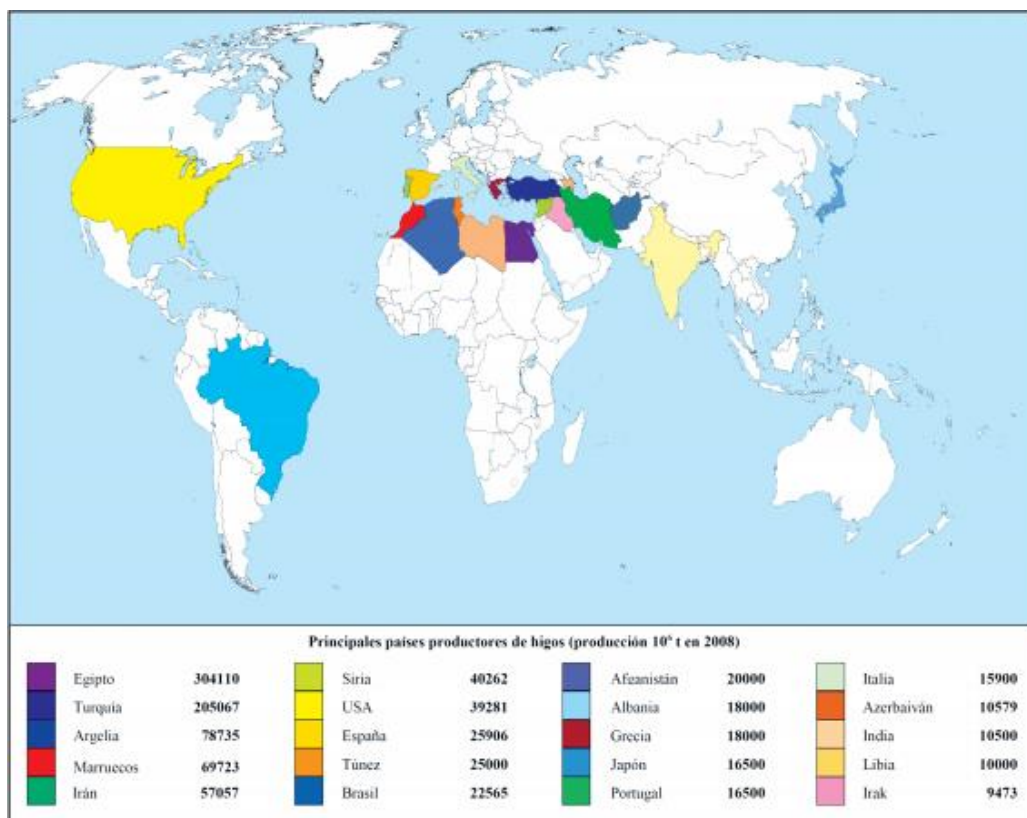 Principales países productores de higos (producción 10⁶ t en 2008)
Egipto 304110
Turquía 205067
Argelia 78735
Marruecos 69723
Irán 57057
Siria 40262
USA 39281
España 25906
Túnez 25000
Brasil 22565
Afganistán 20000
Albania 18000
Grecia 18000
Japón 16500
Portugal 16500
Italia 15900
Azerbaiyán 10579
India 10500
Libia 10000
Irak 9473